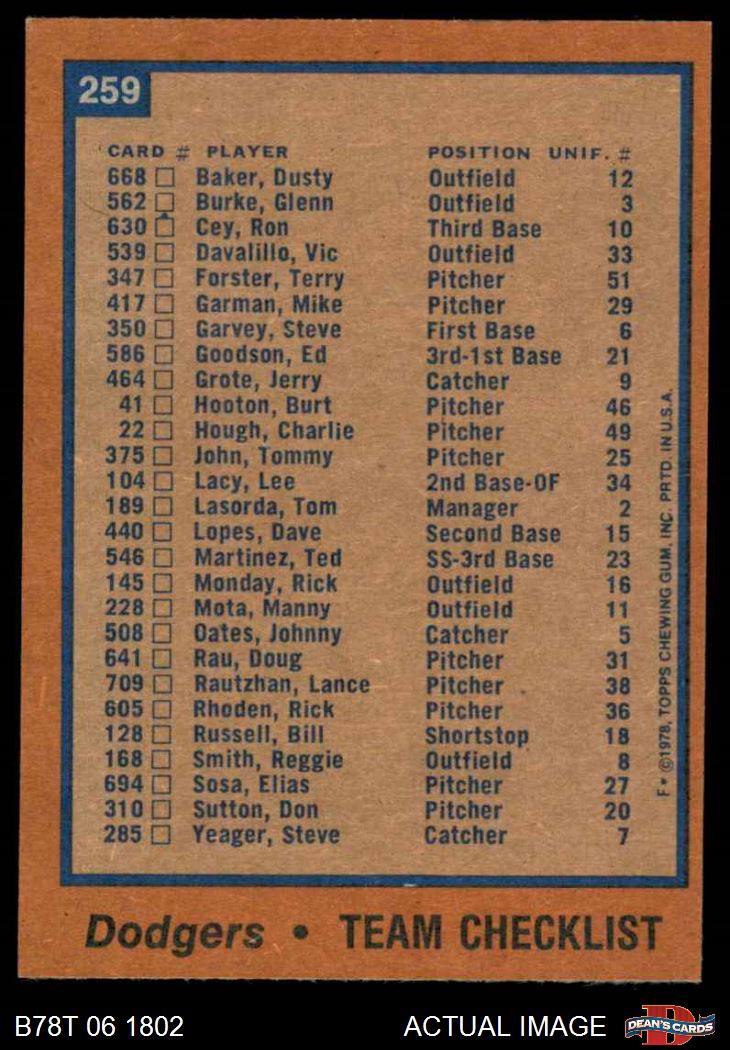 259
CARD # PLAYER POSITION UNIF. #
668 Baker, Dusty Outfield 12
562 Burke, Glenn Outfield 3
630 Cey, Ron Third Base 10
539 Davalillo, Vic Outfield 33
347 Forster, Terry Pitcher 51
417 Garman, Mike Pitcher 29
350 Garvey, Steve First Base 6
586 Goodson, Ed 3rd-1st Base 21
464 Grote, Jerry Catcher 9
41 Hooton, Burt Pitcher 46
22 Hough, Charlie Pitcher 49
375 John, Tommy Pitcher 25
104 Lacy, Lee 2nd Base-OF 34
189 Lasorda, Tom Manager 2
440 Lopes, Dave Second Base 15
546 Martinez, Ted SS-3rd Base 23
145 Monday, Rick Outfield 16
228 Mota, Manny Outfield 11
508 Oates, Johnny Catcher 5
641 Rau, Doug Pitcher 31
709 Rautzhan, Lance Pitcher 38
605 Rhoden, Rick Pitcher 36
128 Russell, Bill Shortstop 18
168 Smith, Reggie Outfield 8
694 Sosa, Elias Pitcher 27
310 Sutton, Don Pitcher 20
285 Yeager, Steve Catcher 7
F* ©1978, TOPPS CHEWING GUM, INC. PRTD. IN U.S.A.
Dodgers • TEAM CHECKLIST
B78T 06 1802 ACTUAL IMAGE
D
DEAN'S CARDS